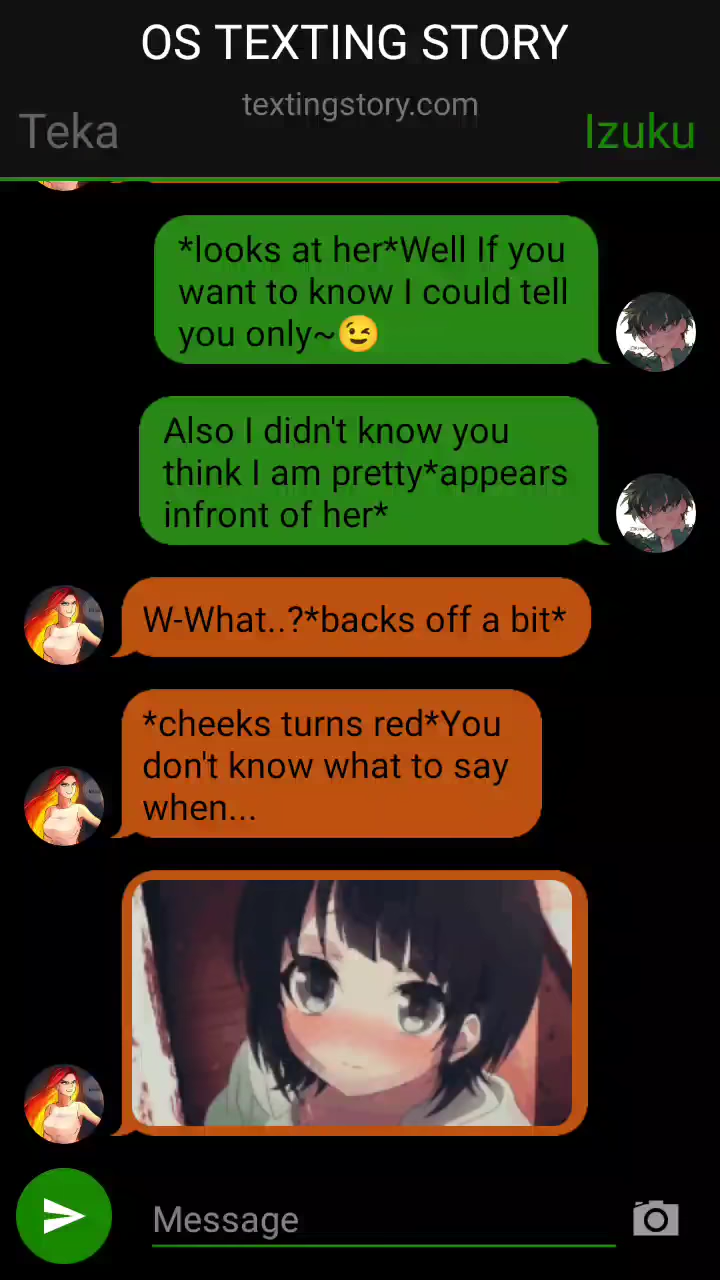 OS TEXTING STORY
textingstory.com
Teka
Izuku
*looks at her*Well If you
want to know I could tell
you only~😉
Also I didn't know you
think I am pretty*appears
infront of her*
W-What..?*backs off a bit*
*cheeks turns red*You
don't know what to say
when...
Message